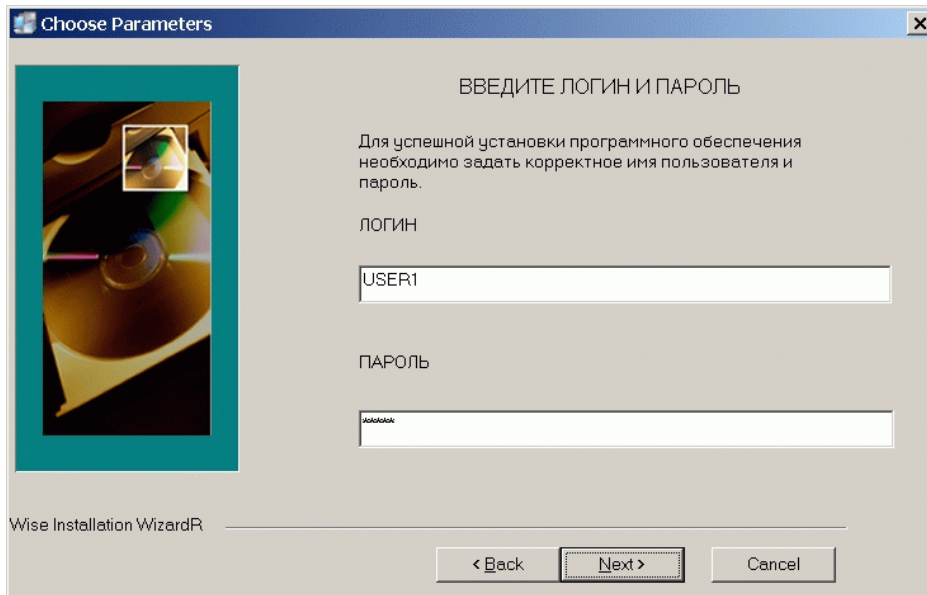 Choose Parameters
ВВЕДИТЕ ЛОГИН И ПАРОЛЬ
Для успешной установки программного обеспечения
необходимо задать корректное имя пользователя и
пароль.
ЛОГИН
USER1
ПАРОЛЬ
*****
Wise Installation WizardR
< Back
Next >
Cancel